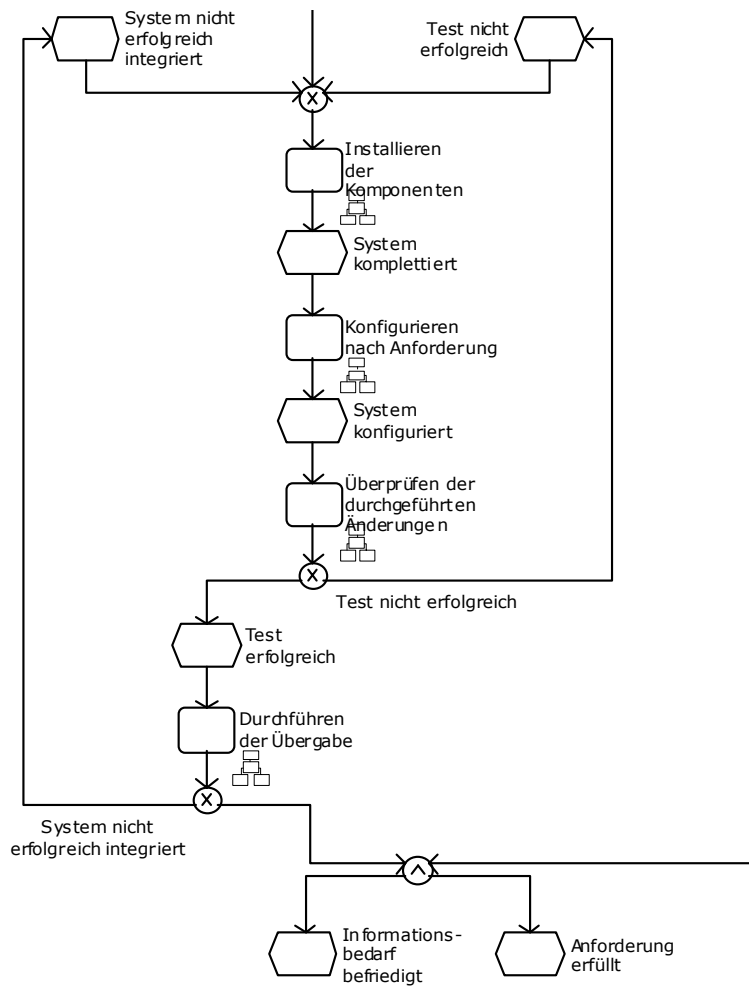 System nicht
erfolgreich
integriert
Test nicht
erfolgreich
X
Installieren
der
Komponenten
System
komplettiert
Konfigurieren
nach Anforderung
System
konfiguriert
Überprüfen der
durchgeführten
Änderungen
X
Test nicht erfolgreich
Test
erfolgreich
Durchführen
der Übergabe
X
System nicht
erfolgreich integriert
^
Informations-
bedarf
befriedigt
Anforderung
erfüllt